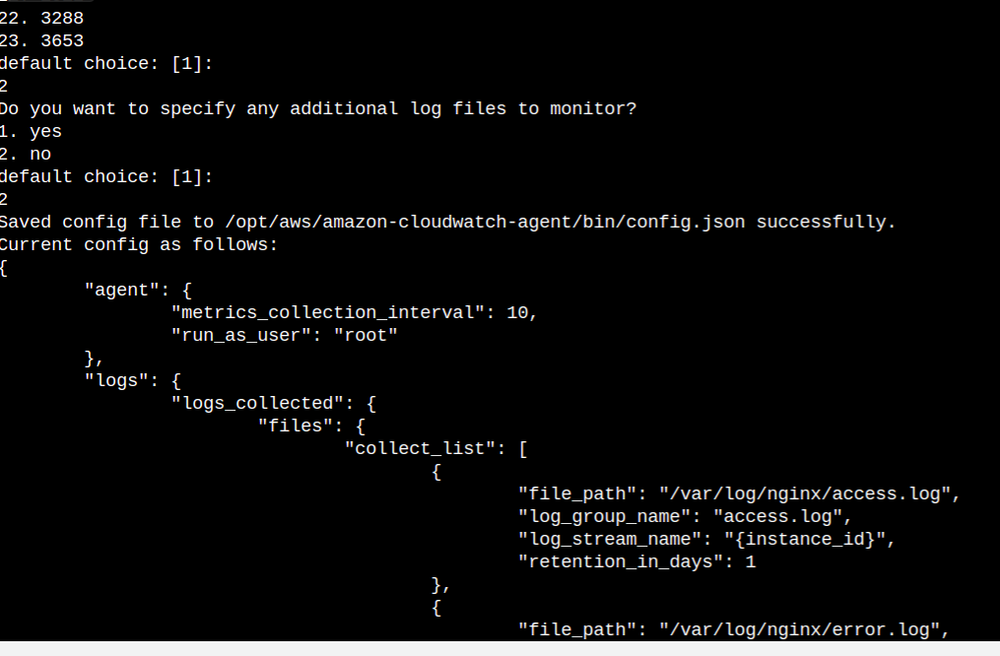 22. 3288
23. 3653
default choice: [1]:
2
Do you want to specify any additional log files to monitor?
1. yes
2. no
default choice: [1]:
2
Saved config file to /opt/aws/amazon-cloudwatch-agent/bin/config.json successfully.
Current config as follows:
{
        "agent": {
                "metrics_collection_interval": 10,
                "run_as_user": "root"
        },
        "logs": {
                "logs_collected": {
                        "files": {
                                "collect_list": [
                                        {
                                                "file_path": "/var/log/nginx/access.log",
                                                "log_group_name": "access.log",
                                                "log_stream_name": "{instance_id}",
                                                "retention_in_days": 1
                                        },
                                        {
                                                "file_path": "/var/log/nginx/error.log",